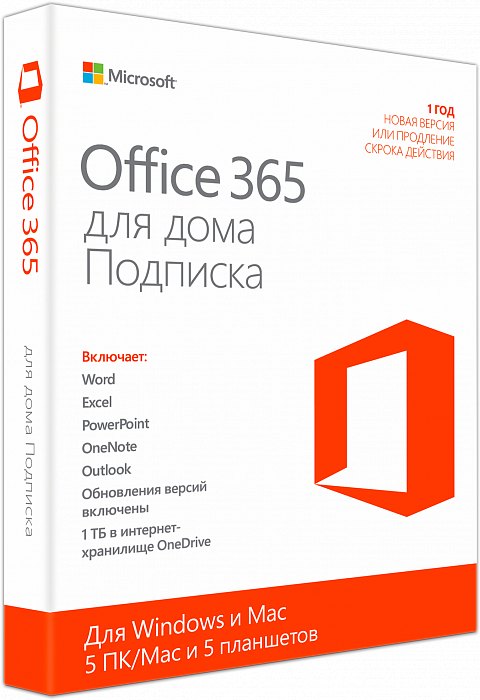 Microsoft
1 ГОД
НОВАЯ ВЕРСИЯ
ИЛИ ПРОДЛЕНИЕ
СКРОКА ДЕЙСТВИЯ
Office 365
для дома
Подписка
Включает:
Word
Excel
PowerPoint
OneNote
Outlook
Обновления версий
включены
1 ТБ в интернет-
хранилище OneDrive
Для Windows и Mac
5 ПК/Mac и 5 планшетов
Office 365
для дома Подписка